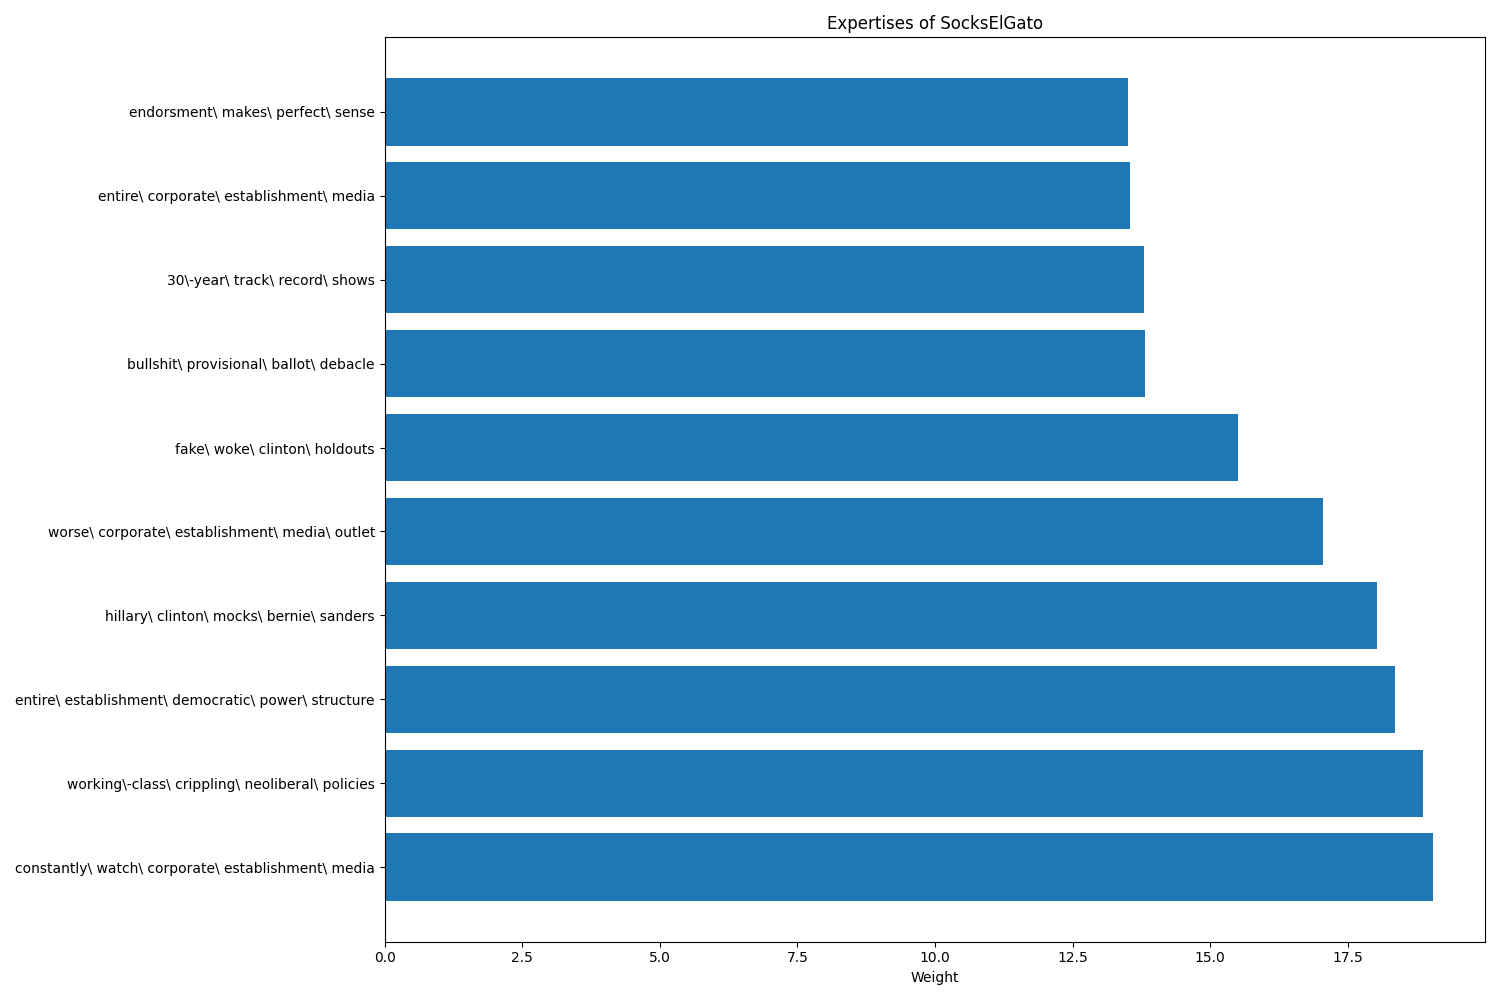 Expertises of SocksElGato
endorsment\ makes\ perfect\ sense
entire\ corporate\ establishment\ media
30\-year\ track\ record\ shows
bullshit\ provisional\ ballot\ debacle
fake\ woke\ clinton\ holdouts
worse\ corporate\ establishment\ media\ outlet
hillary\ clinton\ mocks\ bernie\ sanders
entire\ establishment\ democratic\ power\ structure
working\-class\ crippling\ neoliberal\ policies
constantly\ watch\ corporate\ establishment\ media
0.0 2.5 5.0 7.5 10.0 12.5 15.0 17.5
Weight